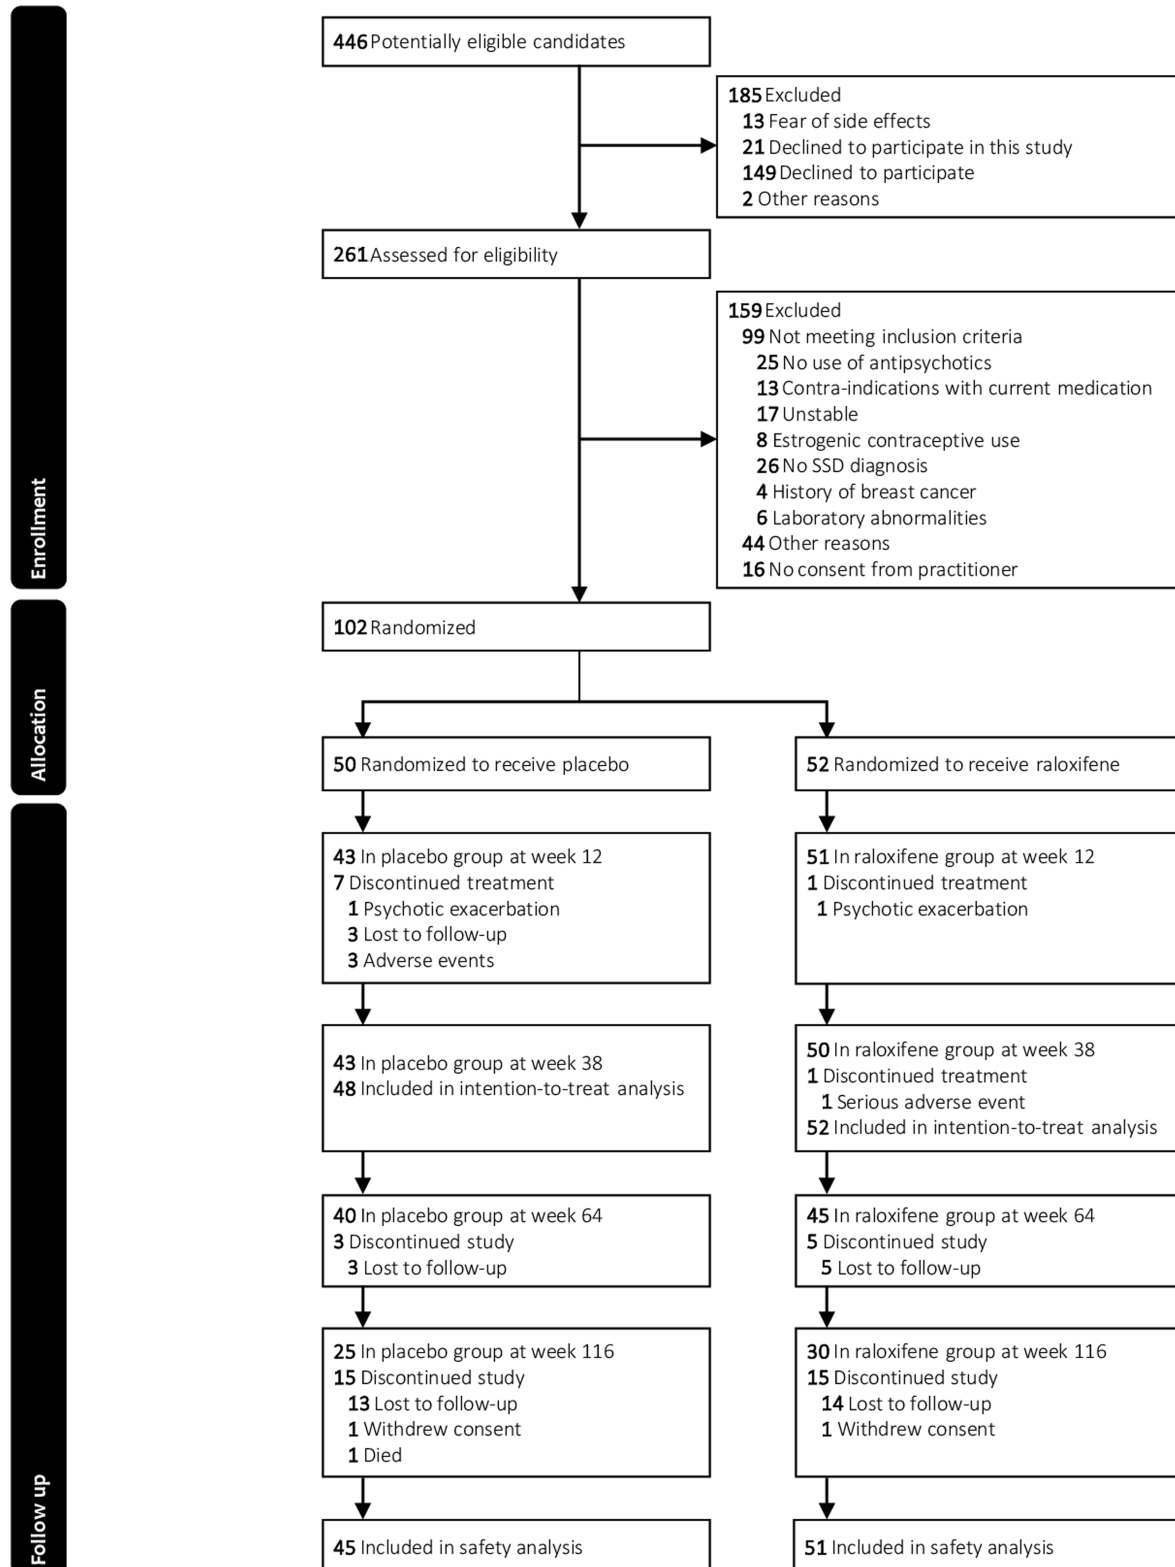 446 Potentially eligible candidates
185 Excluded
13 Fear of side effects
21 Declined to participate in this study
149 Declined to participate
2 Other reasons
261 Assessed for eligibility
159 Excluded
99 Not meeting inclusion criteria
25 No use of antipsychotics
13 Contra-indications with current medication
17 Unstable
8 Estrogenic contraceptive use
26 No SSD diagnosis
4 History of breast cancer
6 Laboratory abnormalities
44 Other reasons
16 No consent from practitioner
Enrollment
102 Randomized
Allocation
50 Randomized to receive placebo
52 Randomized to receive raloxifene
43 In placebo group at week 12
7 Discontinued treatment
1 Psychotic exacerbation
3 Lost to follow-up
3 Adverse events
51 In raloxifene group at week 12
1 Discontinued treatment
1 Psychotic exacerbation
43 In placebo group at week 38
48 Included in intention-to-treat analysis
50 In raloxifene group at week 38
1 Discontinued treatment
1 Serious adverse event
52 Included in intention-to-treat analysis
40 In placebo group at week 64
3 Discontinued study
3 Lost to follow-up
45 In raloxifene group at week 64
5 Discontinued study
5 Lost to follow-up
25 In placebo group at week 116
15 Discontinued study
13 Lost to follow-up
1 Withdrew consent
1 Died
30 In raloxifene group at week 116
15 Discontinued study
14 Lost to follow-up
1 Withdrew consent
Follow up
45 Included in safety analysis
51 Included in safety analysis